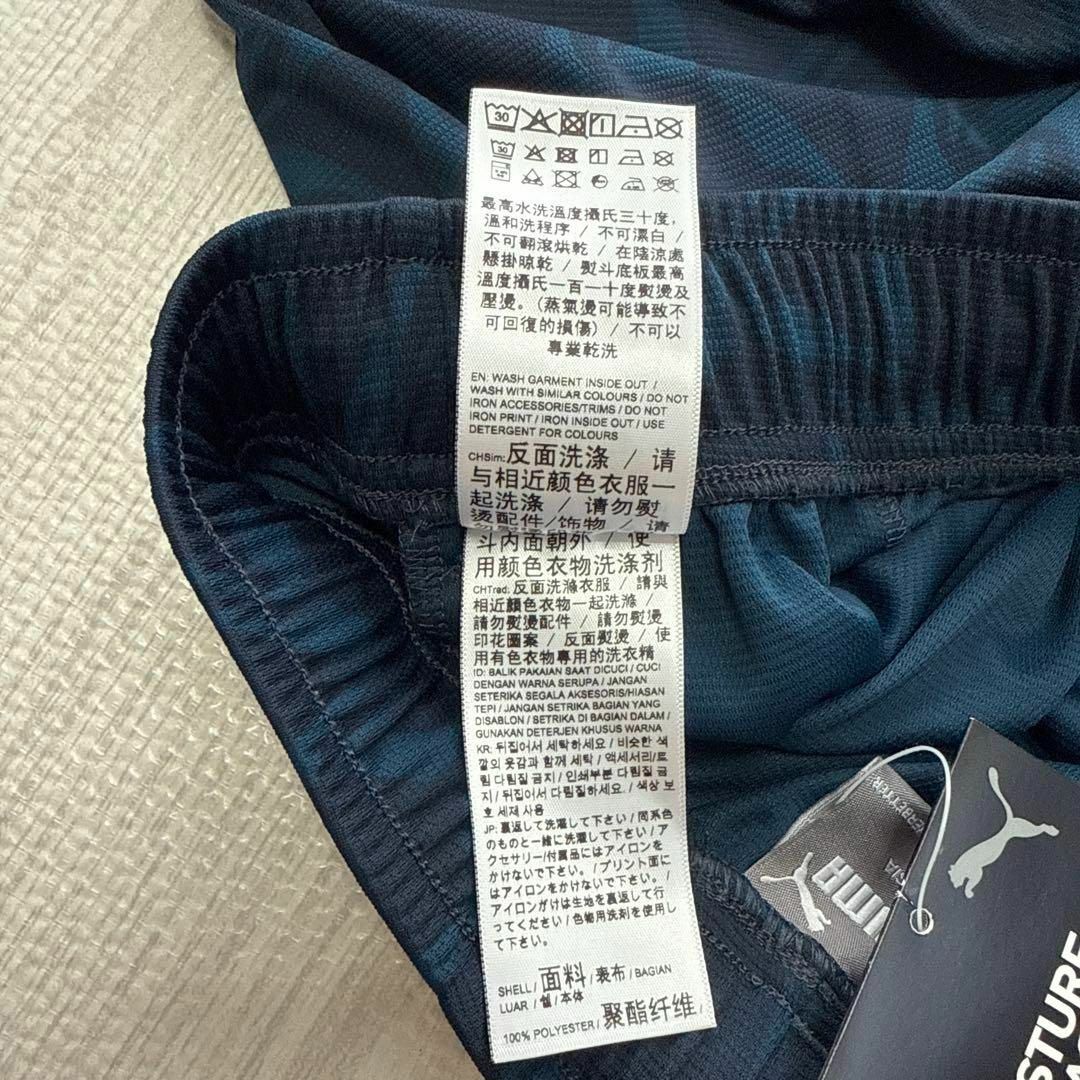 30
30
最高水洗溫度攝氏三十度,
溫和洗程序 / 不可漂白 /
不可翻滾烘乾 / 在陰涼處
懸掛晾乾 / 熨斗底板最高
溫度攝氏一百一十度熨燙及
壓燙。(蒸氣燙可能導致不
可回復的損傷) / 不可以
專業乾洗
EN: WASH GARMENT INSIDE OUT /
WASH WITH SIMILAR COLOURS / DO NOT
IRON ACCESSORIES/TRIMS / DO NOT
IRON PRINT / IRON INSIDE OUT / USE
DETERGENT FOR COLOURS
CHSim: 反面洗涤 / 请
与相近颜色衣服一
起洗涤 / 请勿熨
烫配件/饰物 / 请
斗内面朝外 / 使
用颜色衣物洗涤剂
CHTrad: 反面洗滌衣服 / 請與
相近顏色衣物一起洗滌 /
請勿熨燙配件 / 請勿熨燙
印花圖案 / 反面熨燙 / 使
用有色衣物專用的洗衣精
ID: BALIK PAKAIAN SAAT DICUCI / CUCI
DENGAN WARNA SERUPA / JANGAN
SETERIKA SEGALA AKSESORIS/HIASAN
TEPI / JANGAN SETRIKA BAGIAN YANG
DISABLON / SETRIKA DI BAGIAN DALAM /
GUNAKAN DETERJEN KHUSUS WARNA
KR: 뒤집어서 세탁하세요 / 비슷한 색
깔의 옷감과 함께 세탁 / 액세서리/트
림 다림질 금지 / 인쇄부분 다림질 금
지 / 뒤집어서 다림질하세요. / 색상 보
호 세제 사용
JP: 裏返して洗濯して下さい / 同系色
のものと一緒に洗濯して下さい / ア
クセサリー/付属品にはアイロンを
かけないで下さい。/ プリント面に
はアイロンをかけないで下さい。/
アイロンがけは生地を裏返して行
ってください / 色物用洗剤を使用し
て下さい。
SHELL / 面料 / 表布 / BAGIAN
LUAR / 쉘 / 本体
100% POLYESTER / 聚酯纤维
STURE